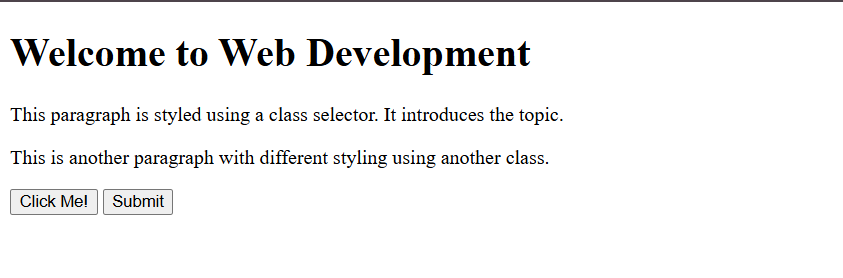 Welcome to Web Development
This paragraph is styled using a class selector. It introduces the topic.
This is another paragraph with different styling using another class.
Click Me! Submit